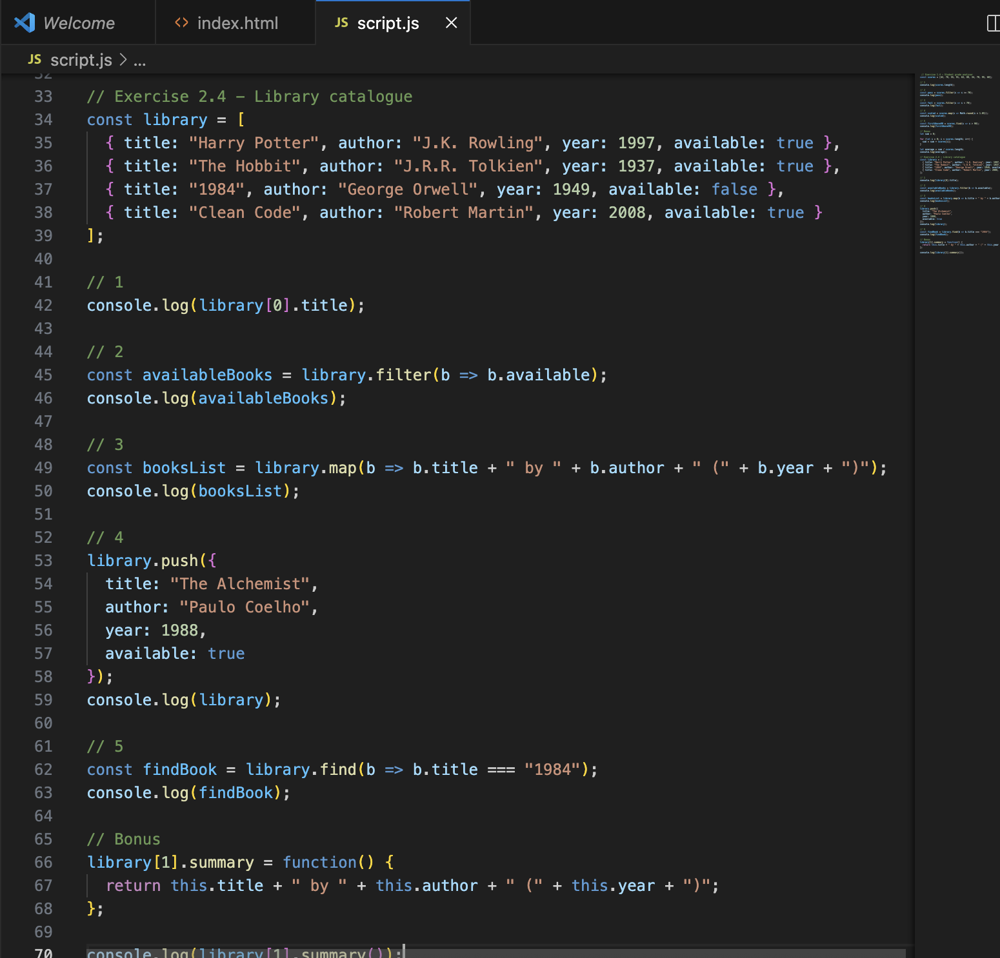 Welcome
<> index.html
JS script.js ×
JS script.js > ...
32
33 // Exercise 2.4 – Library catalogue
34 const library = [
35   { title: "Harry Potter", author: "J.K. Rowling", year: 1997, available: true },
36   { title: "The Hobbit", author: "J.R.R. Tolkien", year: 1937, available: true },
37   { title: "1984", author: "George Orwell", year: 1949, available: false },
38   { title: "Clean Code", author: "Robert Martin", year: 2008, available: true }
39 ];
40
41 // 1
42 console.log(library[0].title);
43
44 // 2
45 const availableBooks = library.filter(b => b.available);
46 console.log(availableBooks);
47
48 // 3
49 const booksList = library.map(b => b.title + " by " + b.author + " (" + b.year + ")");
50 console.log(booksList);
51
52 // 4
53 library.push({
54   title: "The Alchemist",
55   author: "Paulo Coelho",
56   year: 1988,
57   available: true
58 });
59 console.log(library);
60
61 // 5
62 const findBook = library.find(b => b.title === "1984");
63 console.log(findBook);
64
65 // Bonus
66 library[1].summary = function() {
67   return this.title + " by " + this.author + " (" + this.year + ")";
68 };
69
70 console.log(library[1].summary());